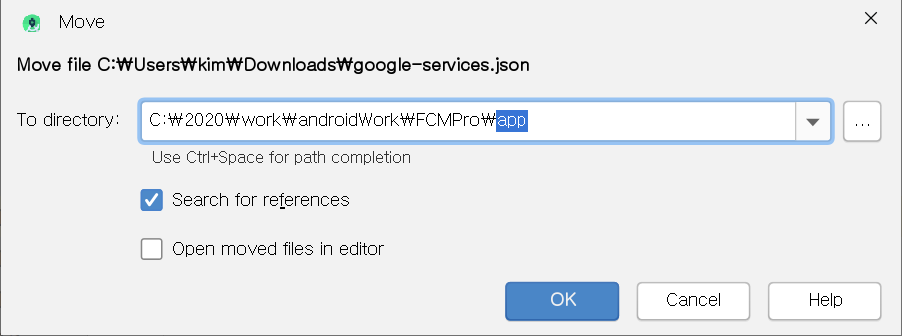 Move
Move file C:₩Users₩kim₩Downloads₩google-services.json
To directory: C:₩2020₩work₩androidWork₩FCMPro₩app ...
Use Ctrl+Space for path completion
Search for references
Open moved files in editor
OK Cancel Help